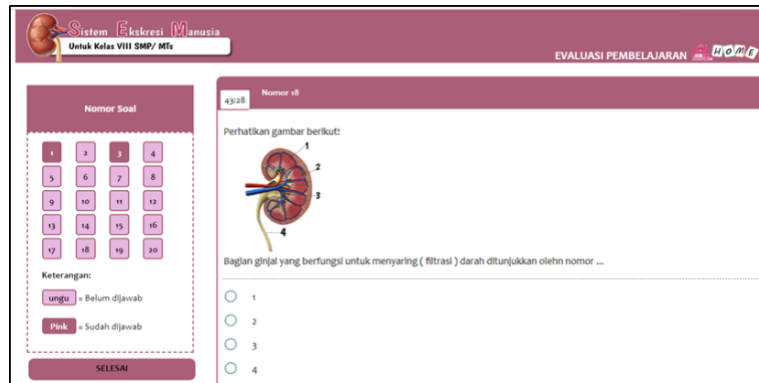 Sistem Ekskresi Manusia
Untuk Kelas VIII SMP/ MTs
EVALUASI PEMBELAJARAN HOME
Nomor Soal
1 2 3 4
5 6 7 8
9 10 11 12
13 14 15 16
17 18 19 20
Keterangan:
ungu = Belum dijawab
Pink = Sudah dijawab
SELESAI
43:28 Nomor 18
Perhatikan gambar berikut!
1
2
3
4
Bagian ginjal yang berfungsi untuk menyaring ( filtrasi ) darah ditunjukkan olehn nomor ...
1
2
3
4